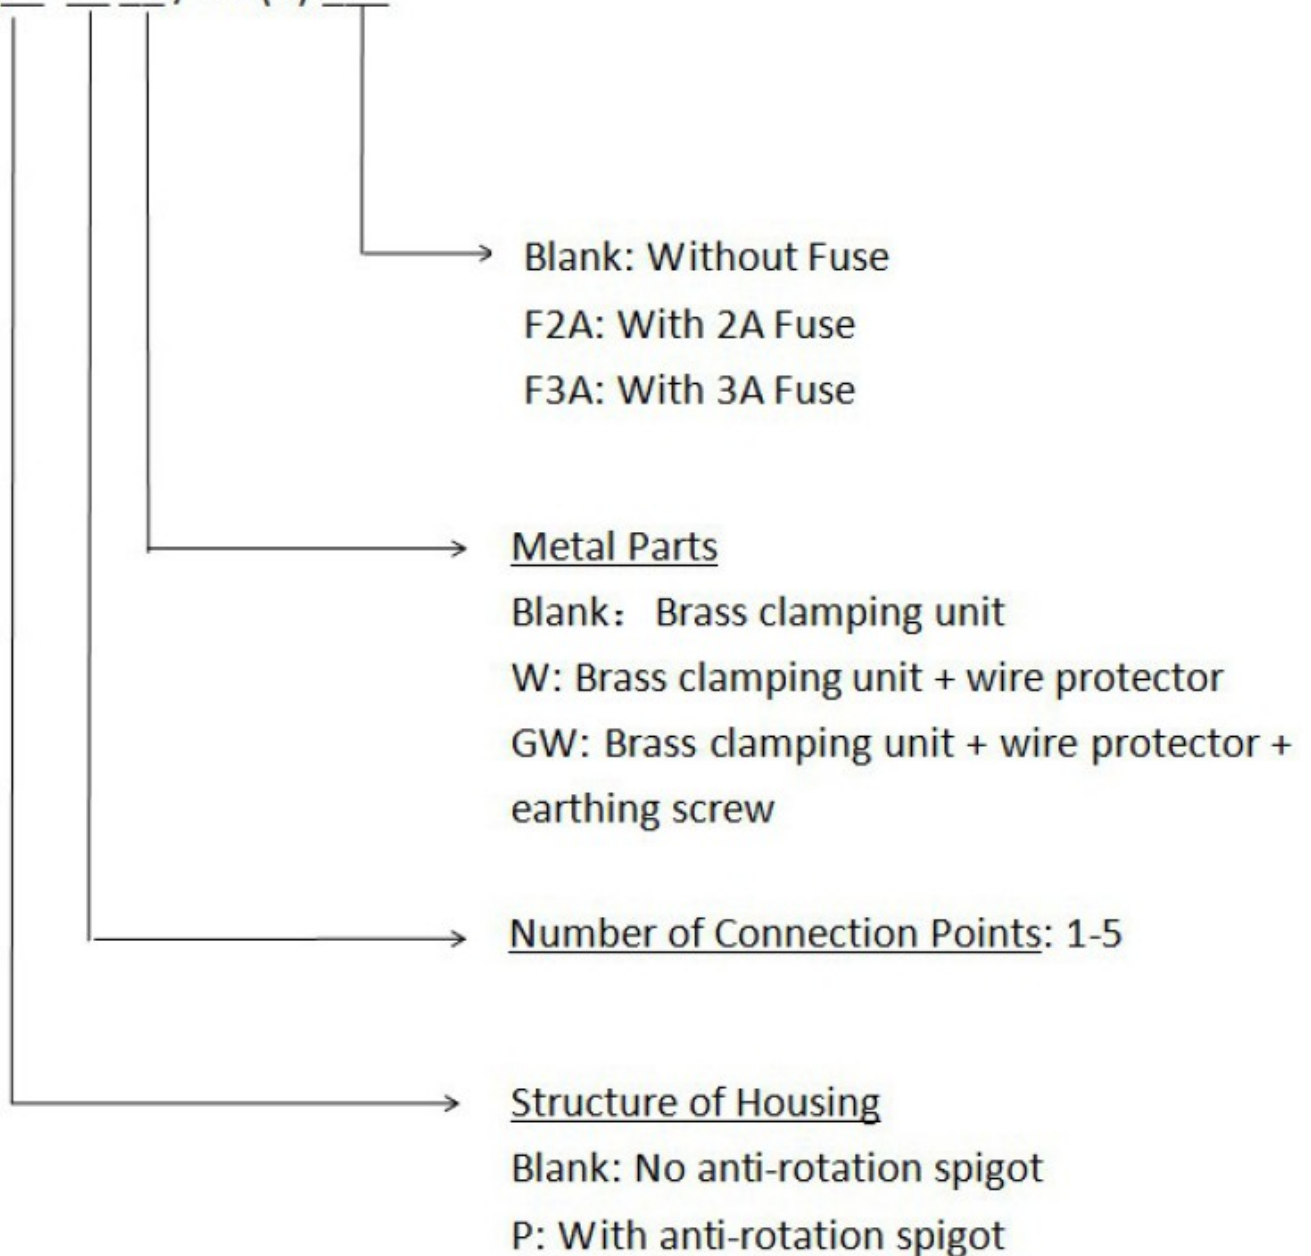 Blank: Without Fuse
F2A: With 2A Fuse
F3A: With 3A Fuse
Metal Parts
Blank： Brass clamping unit
W: Brass clamping unit + wire protector
GW: Brass clamping unit + wire protector +
earthing screw
Number of Connection Points: 1-5
Structure of Housing
Blank: No anti-rotation spigot
P: With anti-rotation spigot